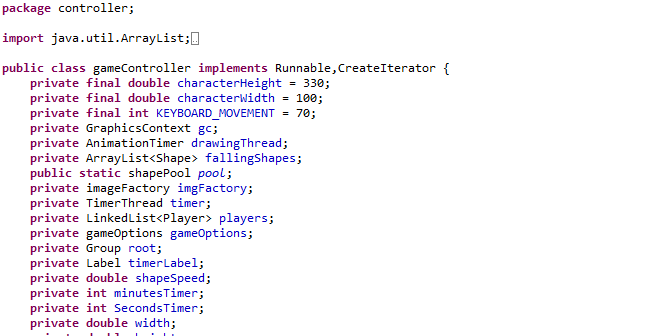 package controller;
import java.util.ArrayList;
public class gameController implements Runnable,CreateIterator {
private final double characterHeight = 330;
private final double characterWidth = 100;
private final int KEYBOARD_MOVEMENT = 70;
private GraphicsContext gc;
private AnimationTimer drawingThread;
private ArrayList<Shape> fallingShapes;
public static shapePool pool;
private imageFactory imgFactory;
private TimerThread timer;
private LinkedList<Player> players;
private gameOptions gameOptions;
private Group root;
private Label timerLabel;
private double shapeSpeed;
private int minutesTimer;
private int SecondsTimer;
private double width;